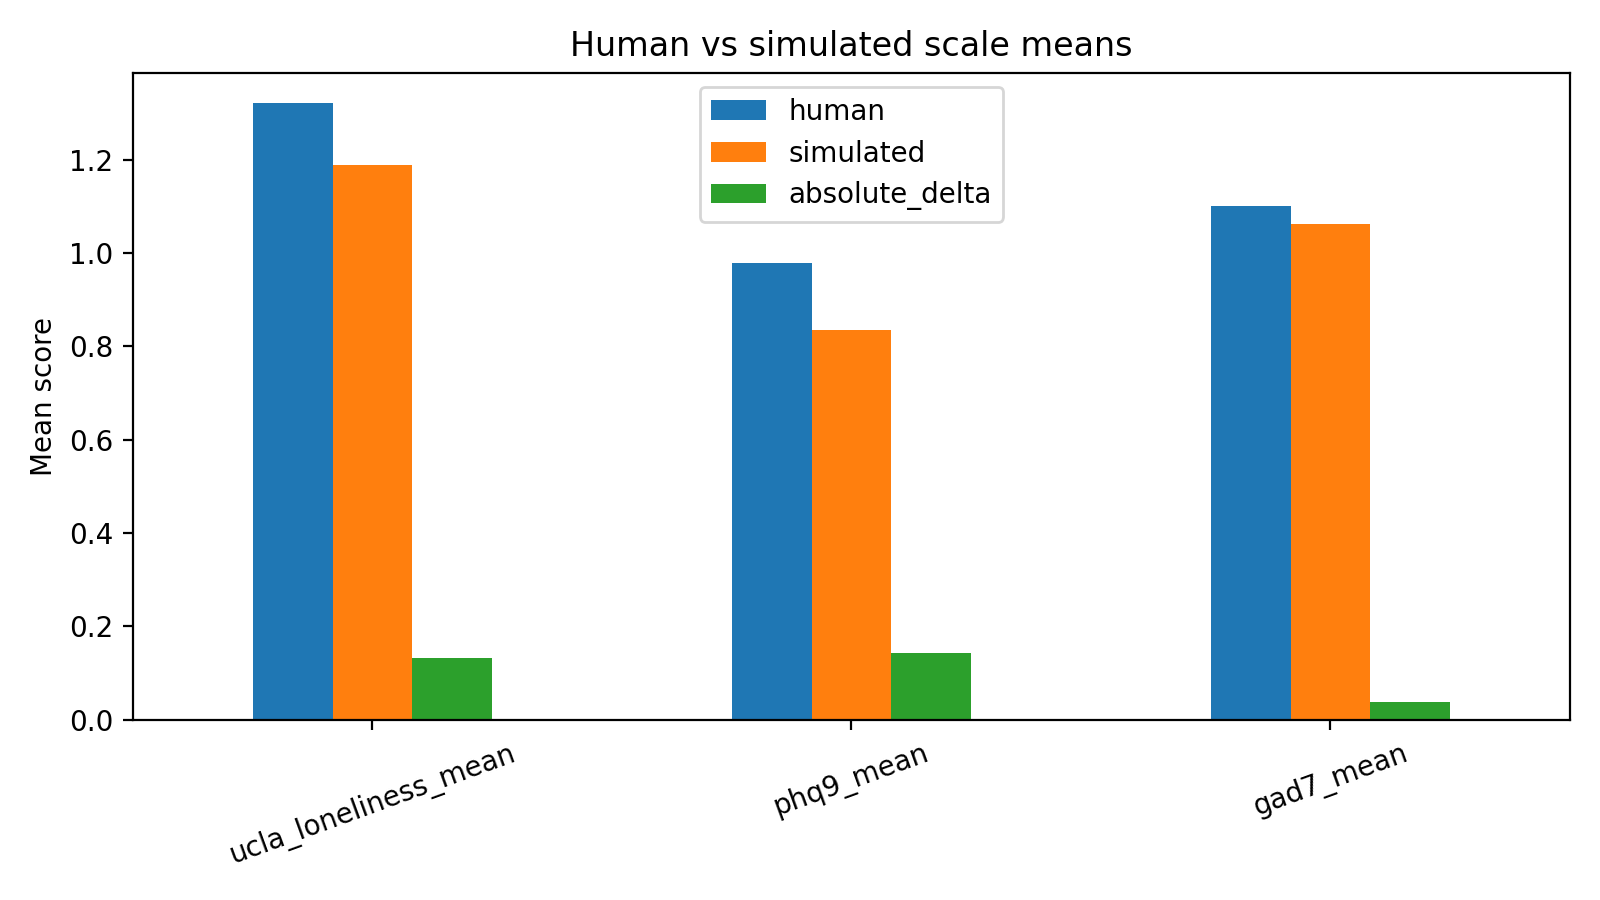 Human vs simulated scale means
human
simulated
absolute_delta
Mean score
1.2
1.0
0.8
0.6
0.4
0.2
0.0
ucla_loneliness_mean
phq9_mean
gad7_mean